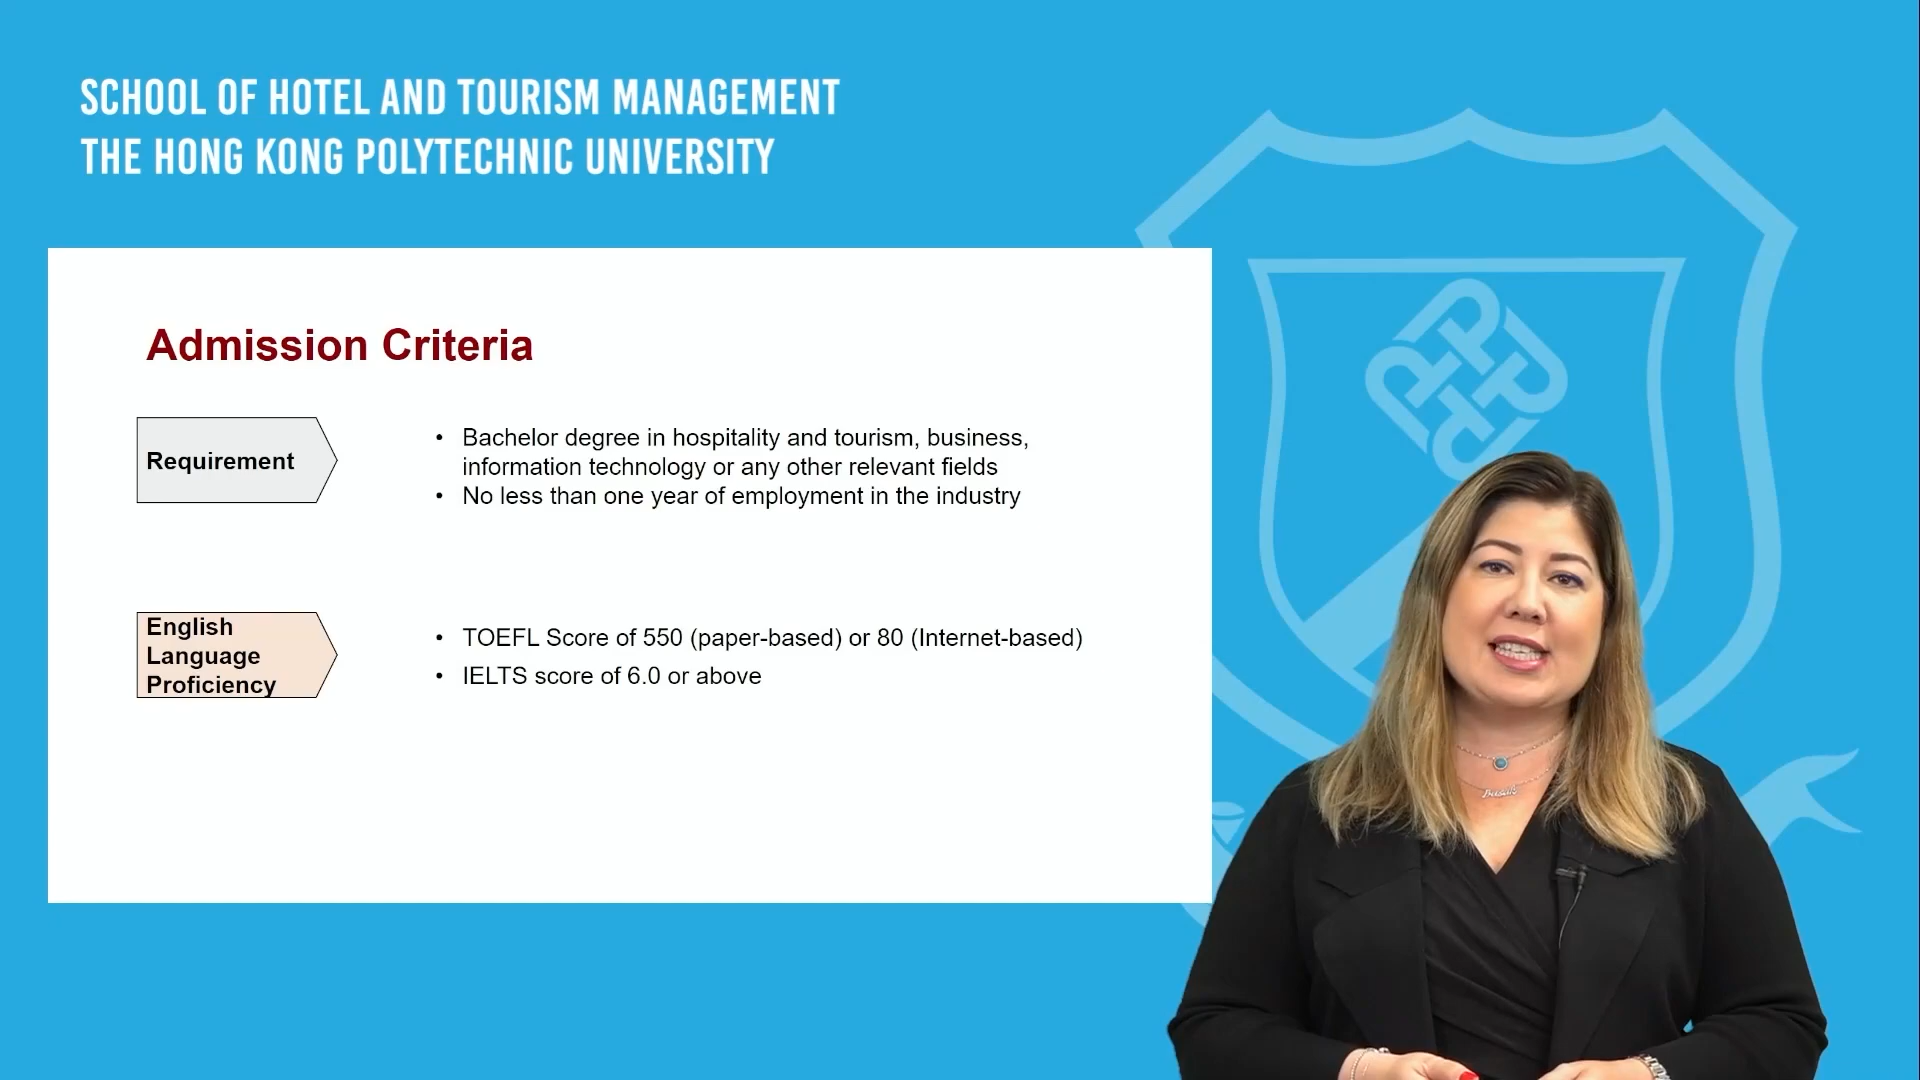 SCHOOL OF HOTEL AND TOURISM MANAGEMENT
THE HONG KONG POLYTECHNIC UNIVERSITY
Admission Criteria
Requirement
• Bachelor degree in hospitality and tourism, business,
information technology or any other relevant fields
• No less than one year of employment in the industry
English
Language
Proficiency
• TOEFL Score of 550 (paper-based) or 80 (Internet-based)
• IELTS score of 6.0 or above